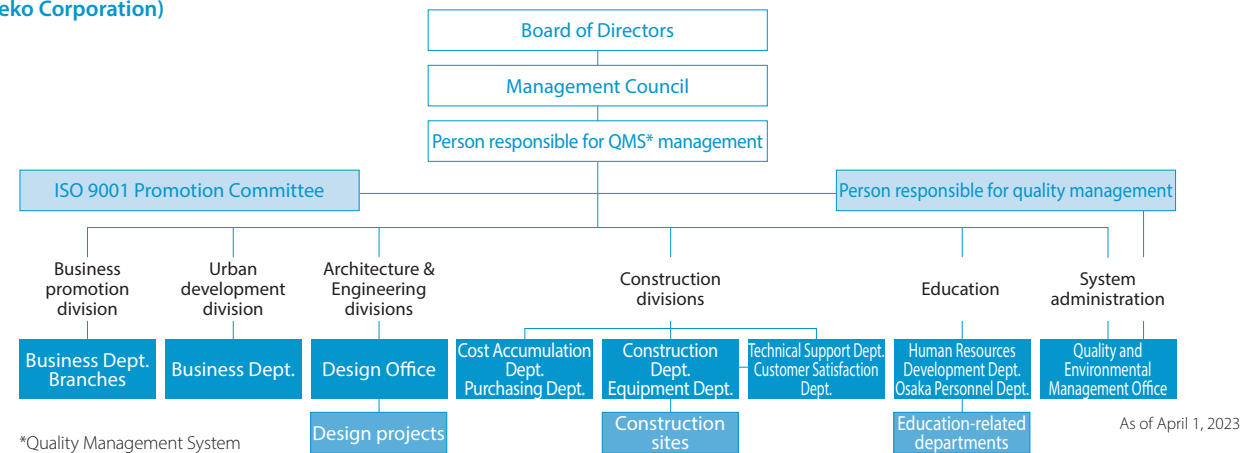 eko Corporation)
Board of Directors
Management Council
Person responsible for QMS* management
ISO 9001 Promotion Committee
Person responsible for quality management
Business
promotion
division
Urban
development
division
Architecture &
Engineering
divisions
Construction
divisions
Education
System
administration
Business Dept.
Branches
Business Dept.
Design Office
Cost Accumulation
Dept.
Purchasing Dept.
Construction
Dept.
Equipment Dept.
Technical Support Dept.
Customer Satisfaction
Dept.
Human Resources
Development Dept.
Osaka Personnel Dept.
Quality and
Environmental
Management Office
Design projects
Construction
sites
Education-related
departments
As of April 1, 2023
*Quality Management System